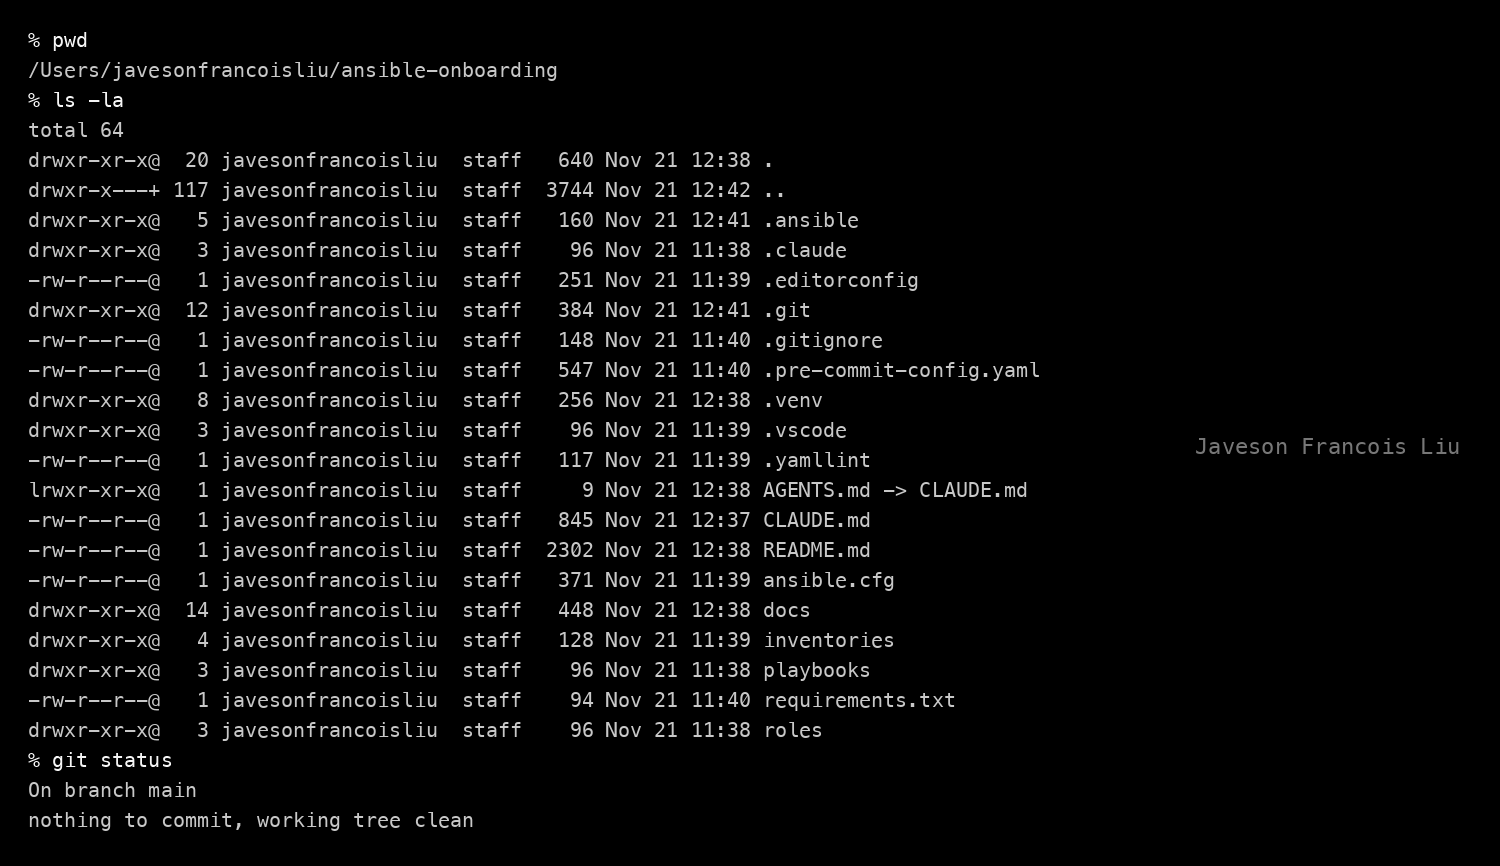 % pwd
/Users/javesonfrancoisliu/ansible-onboarding
% ls -la
total 64
drwxr-xr-x@  20 javesonfrancoisliu  staff   640 Nov 21 12:38 .
drwxr-x---+ 117 javesonfrancoisliu  staff  3744 Nov 21 12:42 ..
drwxr-xr-x@   5 javesonfrancoisliu  staff   160 Nov 21 12:41 .ansible
drwxr-xr-x@   3 javesonfrancoisliu  staff    96 Nov 21 11:38 .claude
-rw-r--r--@   1 javesonfrancoisliu  staff   251 Nov 21 11:39 .editorconfig
drwxr-xr-x@  12 javesonfrancoisliu  staff   384 Nov 21 12:41 .git
-rw-r--r--@   1 javesonfrancoisliu  staff   148 Nov 21 11:40 .gitignore
-rw-r--r--@   1 javesonfrancoisliu  staff   547 Nov 21 11:40 .pre-commit-config.yaml
drwxr-xr-x@   8 javesonfrancoisliu  staff   256 Nov 21 12:38 .venv
drwxr-xr-x@   3 javesonfrancoisliu  staff    96 Nov 21 11:39 .vscode
Javeson Francois Liu
-rw-r--r--@   1 javesonfrancoisliu  staff   117 Nov 21 11:39 .yamllint
lrwxr-xr-x@   1 javesonfrancoisliu  staff     9 Nov 21 12:38 AGENTS.md -> CLAUDE.md
-rw-r--r--@   1 javesonfrancoisliu  staff   845 Nov 21 12:37 CLAUDE.md
-rw-r--r--@   1 javesonfrancoisliu  staff  2302 Nov 21 12:38 README.md
-rw-r--r--@   1 javesonfrancoisliu  staff   371 Nov 21 11:39 ansible.cfg
drwxr-xr-x@  14 javesonfrancoisliu  staff   448 Nov 21 12:38 docs
drwxr-xr-x@   4 javesonfrancoisliu  staff   128 Nov 21 11:39 inventories
drwxr-xr-x@   3 javesonfrancoisliu  staff    96 Nov 21 11:38 playbooks
-rw-r--r--@   1 javesonfrancoisliu  staff    94 Nov 21 11:40 requirements.txt
drwxr-xr-x@   3 javesonfrancoisliu  staff    96 Nov 21 11:38 roles
% git status
On branch main
nothing to commit, working tree clean